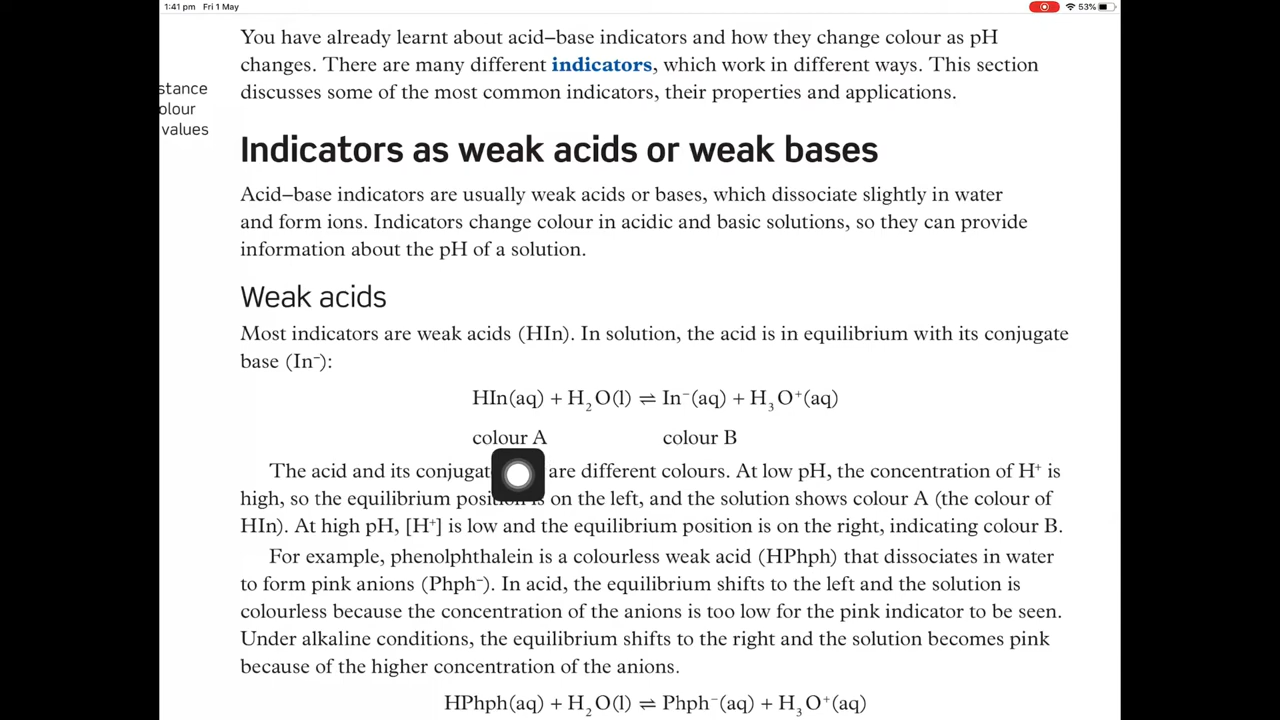 1:41 pm Fri 1 May
53%
You have already learnt about acid–base indicators and how they change colour as pH
changes. There are many different indicators, which work in different ways. This section
discusses some of the most common indicators, their properties and applications.
stance
olour
values
Indicators as weak acids or weak bases
Acid–base indicators are usually weak acids or bases, which dissociate slightly in water
and form ions. Indicators change colour in acidic and basic solutions, so they can provide
information about the pH of a solution.
Weak acids
Most indicators are weak acids (HIn). In solution, the acid is in equilibrium with its conjugate
base (In⁻):
HIn(aq) + H₂O(l) ⇌ In⁻(aq) + H₃O⁺(aq)
colour A colour B
The acid and its conjugat are different colours. At low pH, the concentration of H⁺ is
high, so the equilibrium position is on the left, and the solution shows colour A (the colour of
HIn). At high pH, [H⁺] is low and the equilibrium position is on the right, indicating colour B.
For example, phenolphthalein is a colourless weak acid (HPhph) that dissociates in water
to form pink anions (Phph⁻). In acid, the equilibrium shifts to the left and the solution is
colourless because the concentration of the anions is too low for the pink indicator to be seen.
Under alkaline conditions, the equilibrium shifts to the right and the solution becomes pink
because of the higher concentration of the anions.
HPhph(aq) + H₂O(l) ⇌ Phph⁻(aq) + H₃O⁺(aq)